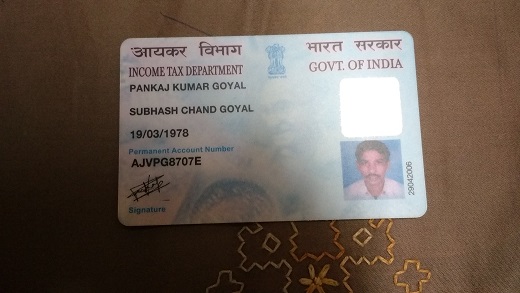 आयकर विभाग
INCOME TAX DEPARTMENT
भारत सरकार
GOVT. OF INDIA
PANKAJ KUMAR GOYAL
SUBHASH CHAND GOYAL
19/03/1978
Permanent Account Number
AJVPG8707E
Signature
29042006